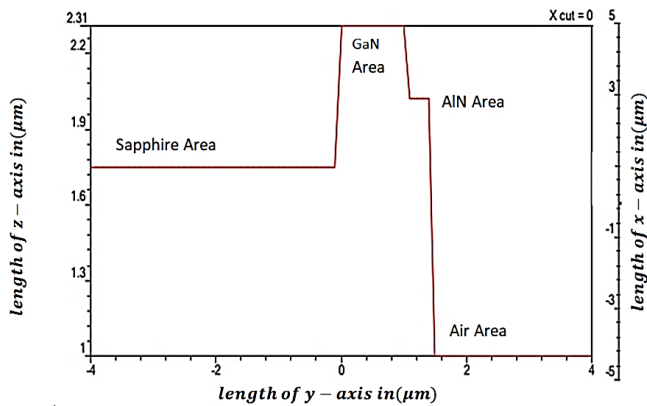 X cut = 0
2.31
2.2
1.9
1.6
1.3
1
length of z − axis in(μm)
GaN
Area
AlN Area
Sapphire Area
Air Area
5
3
-1
-3
-5
length of x − axis in(μm)
-4
-2
0
2
4
length of y − axis in(μm)